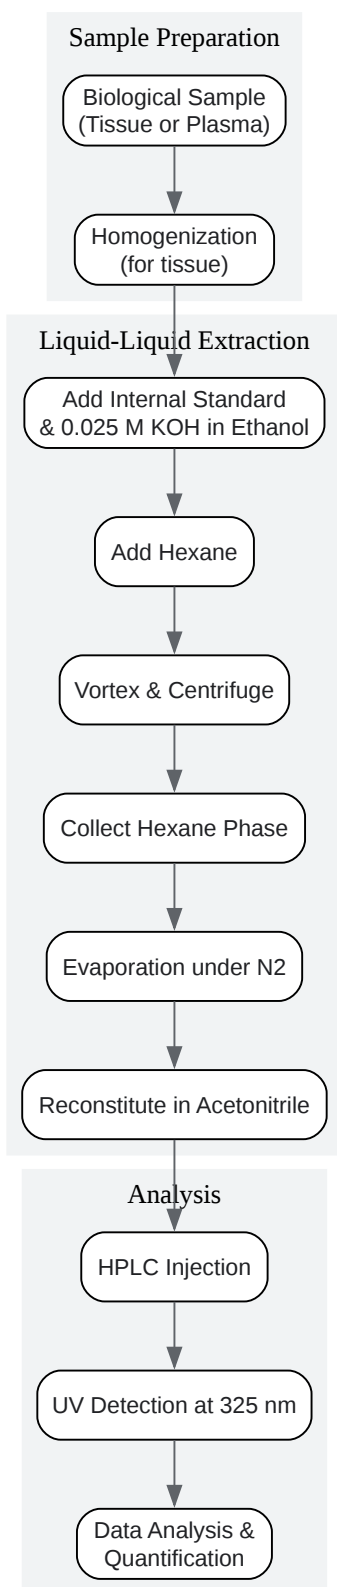 Sample Preparation
Biological Sample
(Tissue or Plasma)
Homogenization
(for tissue)
Liquid-Liquid Extraction
Add Internal Standard
& 0.025 M KOH in Ethanol
Add Hexane
Vortex & Centrifuge
Collect Hexane Phase
Evaporation under N2
Reconstitute in Acetonitrile
Analysis
HPLC Injection
UV Detection at 325 nm
Data Analysis &
Quantification